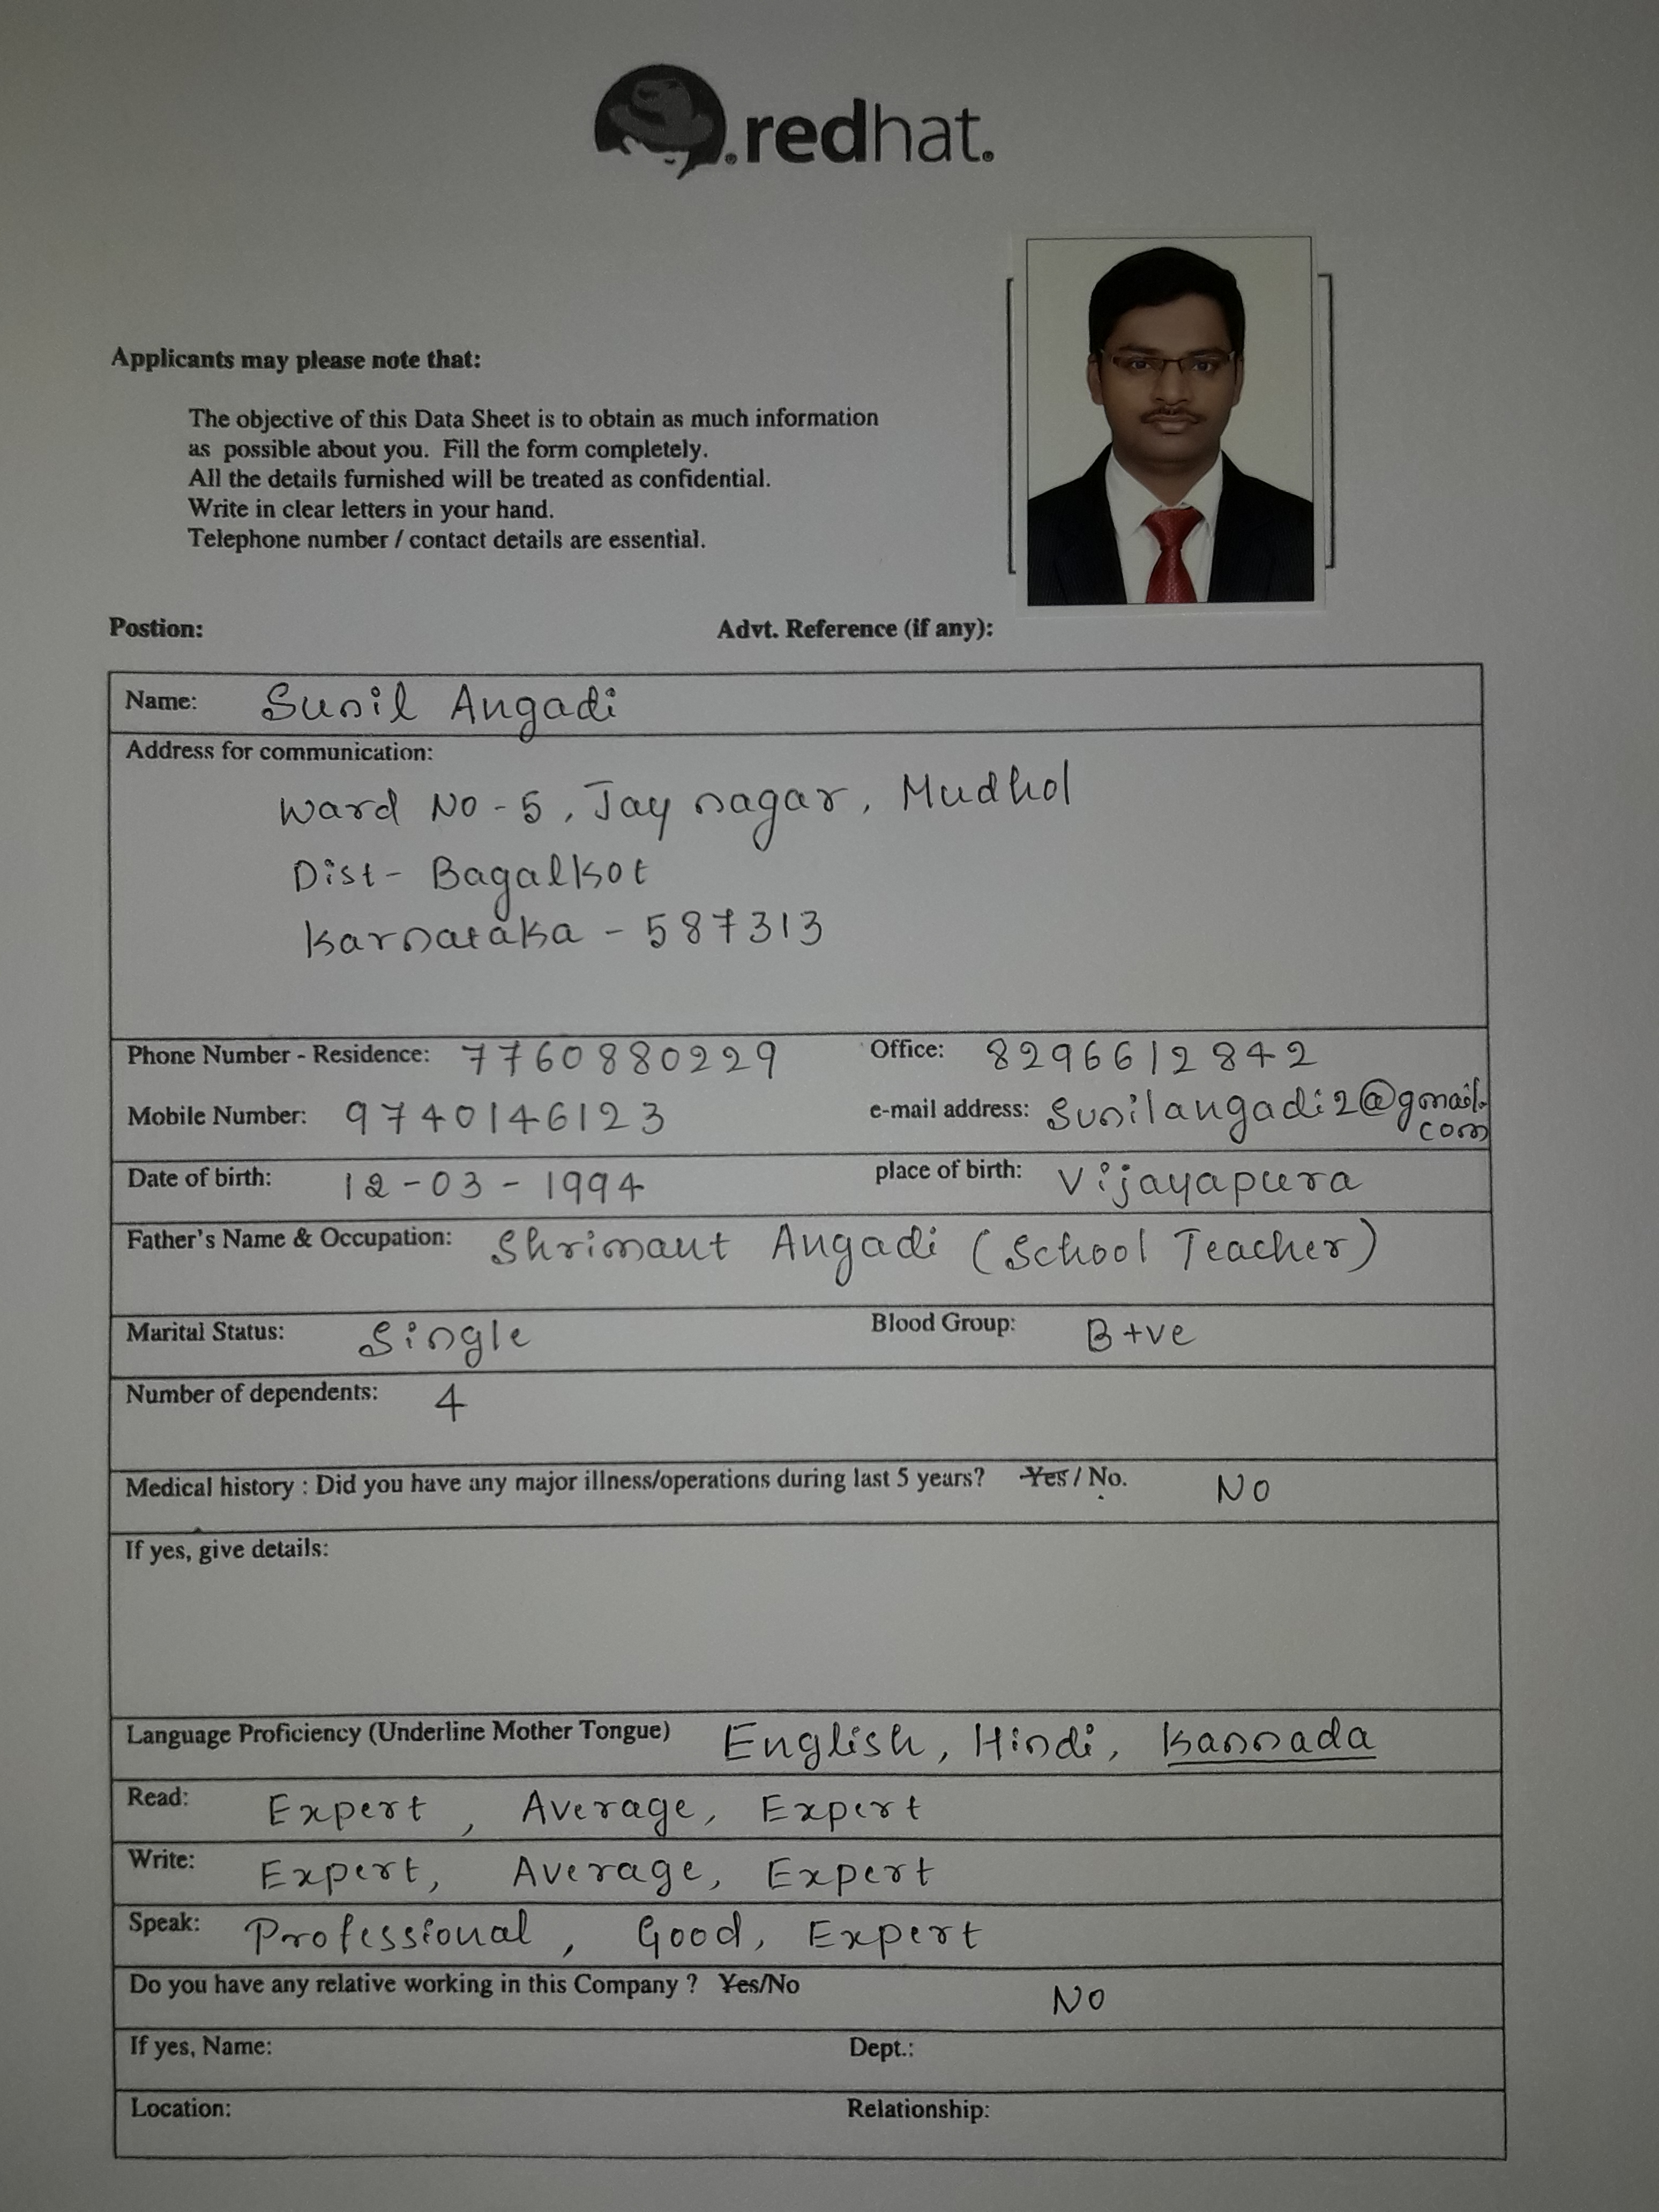 redhat.
Applicants may please note that:
The objective of this Data Sheet is to obtain as much information
as possible about you. Fill the form completely.
All the details furnished will be treated as confidential.
Write in clear letters in your hand.
Telephone number / contact details are essential.
Postion: Advt. Reference (if any):
Name: Sunil Angadi
Address for communication:
Ward No - 5, Jay nagar, Mudhol
Dist - Bagalkot
Karnataka - 587313
Phone Number - Residence: 7760880229 Office: 8296612842
Mobile Number: 9740146123 e-mail address: Sunilangadi2@gmail.
com
Date of birth: 12-03-1994 place of birth: Vijayapura
Father's Name & Occupation: Shrimant Angadi (School Teacher)
Marital Status: Single Blood Group: B +ve
Number of dependents: 4
Medical history : Did you have any major illness/operations during last 5 years? Yes / No. NO
If yes, give details:
Language Proficiency (Underline Mother Tongue) English, Hindi, Kannada
Read: Expert, Average, Expert
Write: Expert, Average, Expert
Speak: Professional, Good, Expert
Do you have any relative working in this Company ? Yes/No NO
If yes, Name: Dept.:
Location: Relationship: